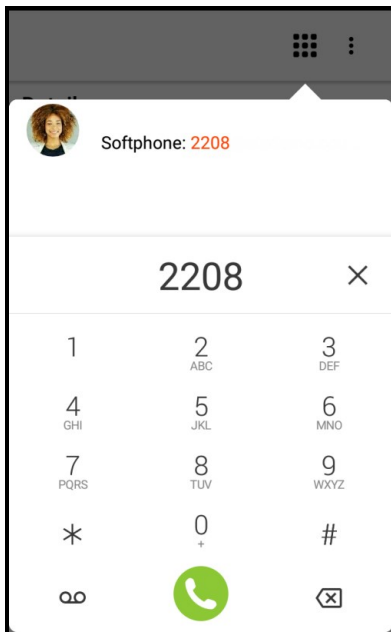 Softphone: 2208
2208
1 2 3
ABC DEF
4 5 6
GHI JKL MNO
7 8 9
PQRS TUV WXYZ
* 0 #
+